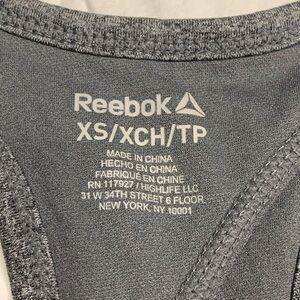 Reebok
XS/XCH/TP
MADE IN CHINA
HECHO EN CHINA
FABRIQUÉ EN CHINE
RN 117927 / HIGHLIFE LLC
31 W 34TH STREET 6 FLOOR
NEW YORK, NY 10001